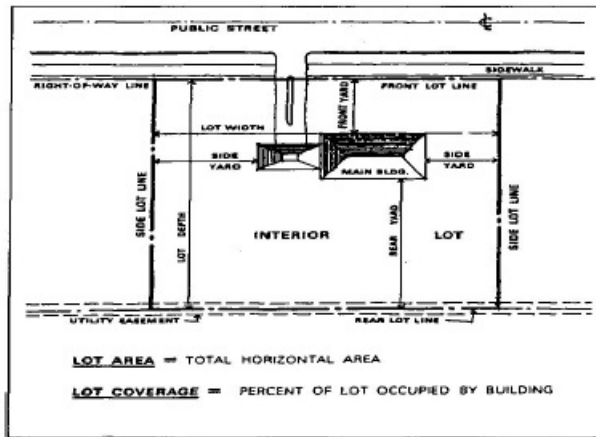 PUBLIC STREET
SIDEWALK
RIGHT-OF-WAY LINE
FRONT LOT LINE
FRONT YARD
LOT WIDTH
SIDE YARD
MAIN BLDG.
SIDE YARD
SIDE LOT LINE
LOT DEPTH
INTERIOR
REAR YARD
LOT
SIDE LOT LINE
UTILITY EASEMENT
REAR LOT LINE
LOT AREA = TOTAL HORIZONTAL AREA
LOT COVERAGE = PERCENT OF LOT OCCUPIED BY BUILDING